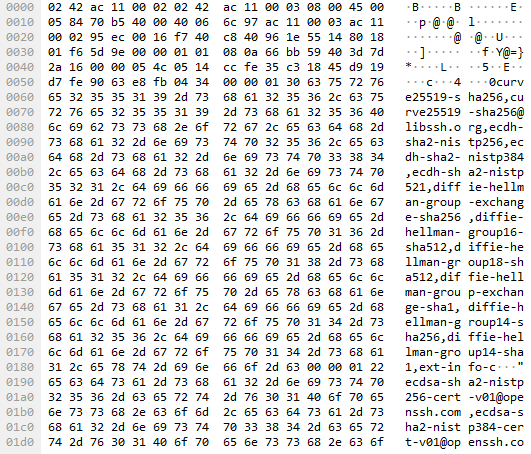 0000 02 42 ac 11 00 02 02 42 ac 11 00 03 08 00 45 00 ·B·····B ······E·
0010 05 84 70 b5 40 00 40 06 6c 97 ac 11 00 03 ac 11 ··p·@·@· l·······
0020 00 02 95 ec 00 16 f7 40 c8 40 96 1e 55 14 80 18 ·······@ ·@··U···
0030 01 f6 5d 9e 00 00 01 01 08 0a 66 bb 59 40 3d 7d ··]····· ··f·Y@=}
0040 2a 16 00 00 05 4c 05 14 cc fe 35 c3 18 45 d9 19 *····L·· ··5··E··
0050 d7 fe 90 63 e8 fb 04 34 00 00 01 30 63 75 72 76 ···c···4 ···0curv
0060 65 32 35 35 31 39 2d 73 68 61 32 35 36 2c 63 75 e25519-s ha256,cu
0070 72 76 65 32 35 35 31 39 2d 73 68 61 32 35 36 40 rve25519 -sha256@
0080 6c 69 62 73 73 68 2e 6f 72 67 2c 65 63 64 68 2d libssh.o rg,ecdh-
0090 73 68 61 32 2d 6e 69 73 74 70 32 35 36 2c 65 63 sha2-nis tp256,ec
00a0 64 68 2d 73 68 61 32 2d 6e 69 73 74 70 33 38 34 dh-sha2- nistp384
00b0 2c 65 63 64 68 2d 73 68 61 32 2d 6e 69 73 74 70 ,ecdh-sh a2-nistp
00c0 35 32 31 2c 64 69 66 66 69 65 2d 68 65 6c 6c 6d 521,diff ie-hellm
00d0 61 6e 2d 67 72 6f 75 70 2d 65 78 63 68 61 6e 67 an-group -exchang
00e0 65 2d 73 68 61 32 35 36 2c 64 69 66 66 69 65 2d e-sha256 ,diffie-
00f0 68 65 6c 6c 6d 61 6e 2d 67 72 6f 75 70 31 36 2d hellman- group16-
0100 73 68 61 35 31 32 2c 64 69 66 66 69 65 2d 68 65 sha512,d iffie-he
0110 6c 6c 6d 61 6e 2d 67 72 6f 75 70 31 38 2d 73 68 llman-gr oup18-sh
0120 61 35 31 32 2c 64 69 66 66 69 65 2d 68 65 6c 6c a512,dif fie-hell
0130 6d 61 6e 2d 67 72 6f 75 70 2d 65 78 63 68 61 6e man-grou p-exchan
0140 67 65 2d 73 68 61 31 2c 64 69 66 66 69 65 2d 68 ge-sha1, diffie-h
0150 65 6c 6c 6d 61 6e 2d 67 72 6f 75 70 31 34 2d 73 ellman-g roup14-s
0160 68 61 32 35 36 2c 64 69 66 66 69 65 2d 68 65 6c ha256,di ffie-hel
0170 6c 6d 61 6e 2d 67 72 6f 75 70 31 34 2d 73 68 61 lman-gro up14-sha
0180 31 2c 65 78 74 2d 69 6e 66 6f 2d 63 00 00 01 22 1,ext-in fo-c···"
0190 65 63 64 73 61 2d 73 68 61 32 2d 6e 69 73 74 70 ecdsa-sh a2-nistp
01a0 32 35 36 2d 63 65 72 74 2d 76 30 31 40 6f 70 65 256-cert -v01@ope
01b0 6e 73 73 68 2e 63 6f 6d 2c 65 63 64 73 61 2d 73 nssh.com ,ecdsa-s
01c0 68 61 32 2d 6e 69 73 74 70 33 38 34 2d 63 65 72 ha2-nist p384-cer
01d0 74 2d 76 30 31 40 6f 70 65 6e 73 73 68 2e 63 6f t-v01@op enssh.co